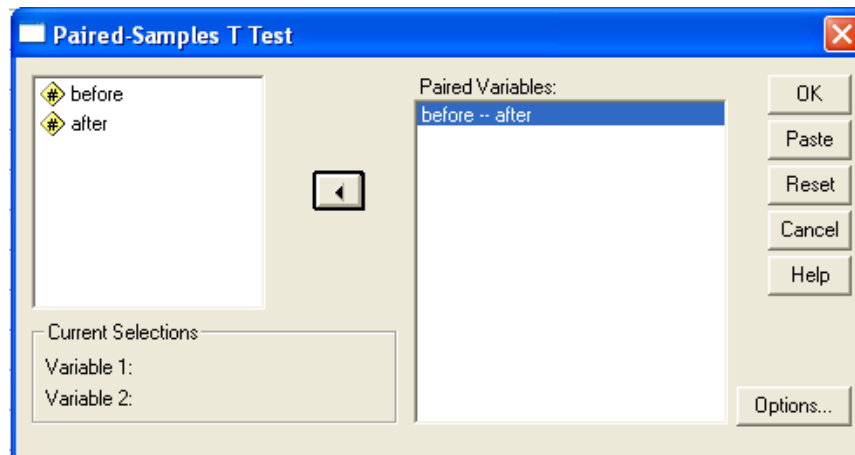 Paired-Samples T Test
before
after
Paired Variables:
before -- after
OK
Paste
Reset
Cancel
Help
Current Selections
Variable 1:
Variable 2:
Options...